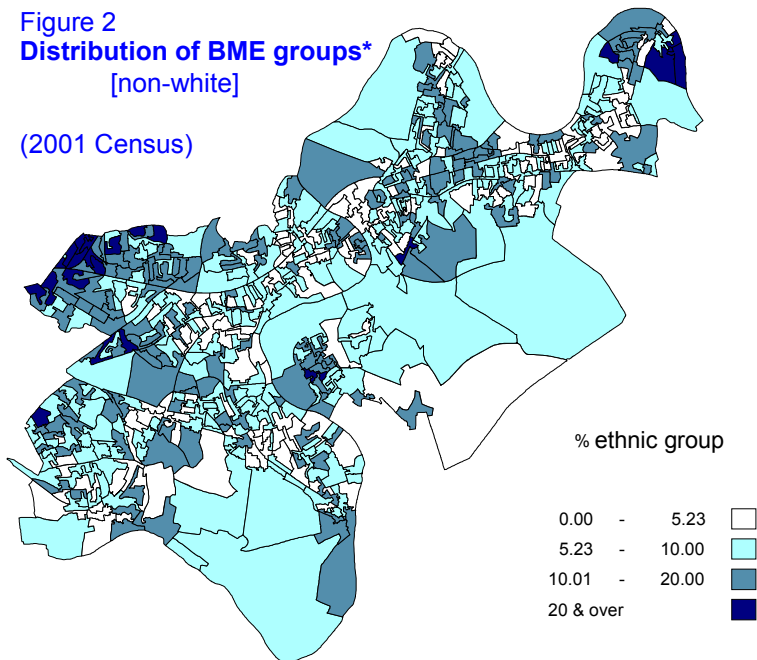 Figure 2
Distribution of BME groups*
[non-white]
(2001 Census)
% ethnic group
0.00 - 5.23
5.23 - 10.00
10.01 - 20.00
20 & over